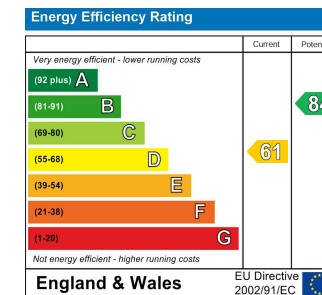 Energy Efficiency Rating
Current
Very energy efficient - lower running costs
(92 plus) A
(81-91) B
(69-80) C
(55-68) D
61
(39-54) E
(21-38) F
(1-20) G
Not energy efficient - higher running costs
England & Wales
EU Directive
2002/91/EC